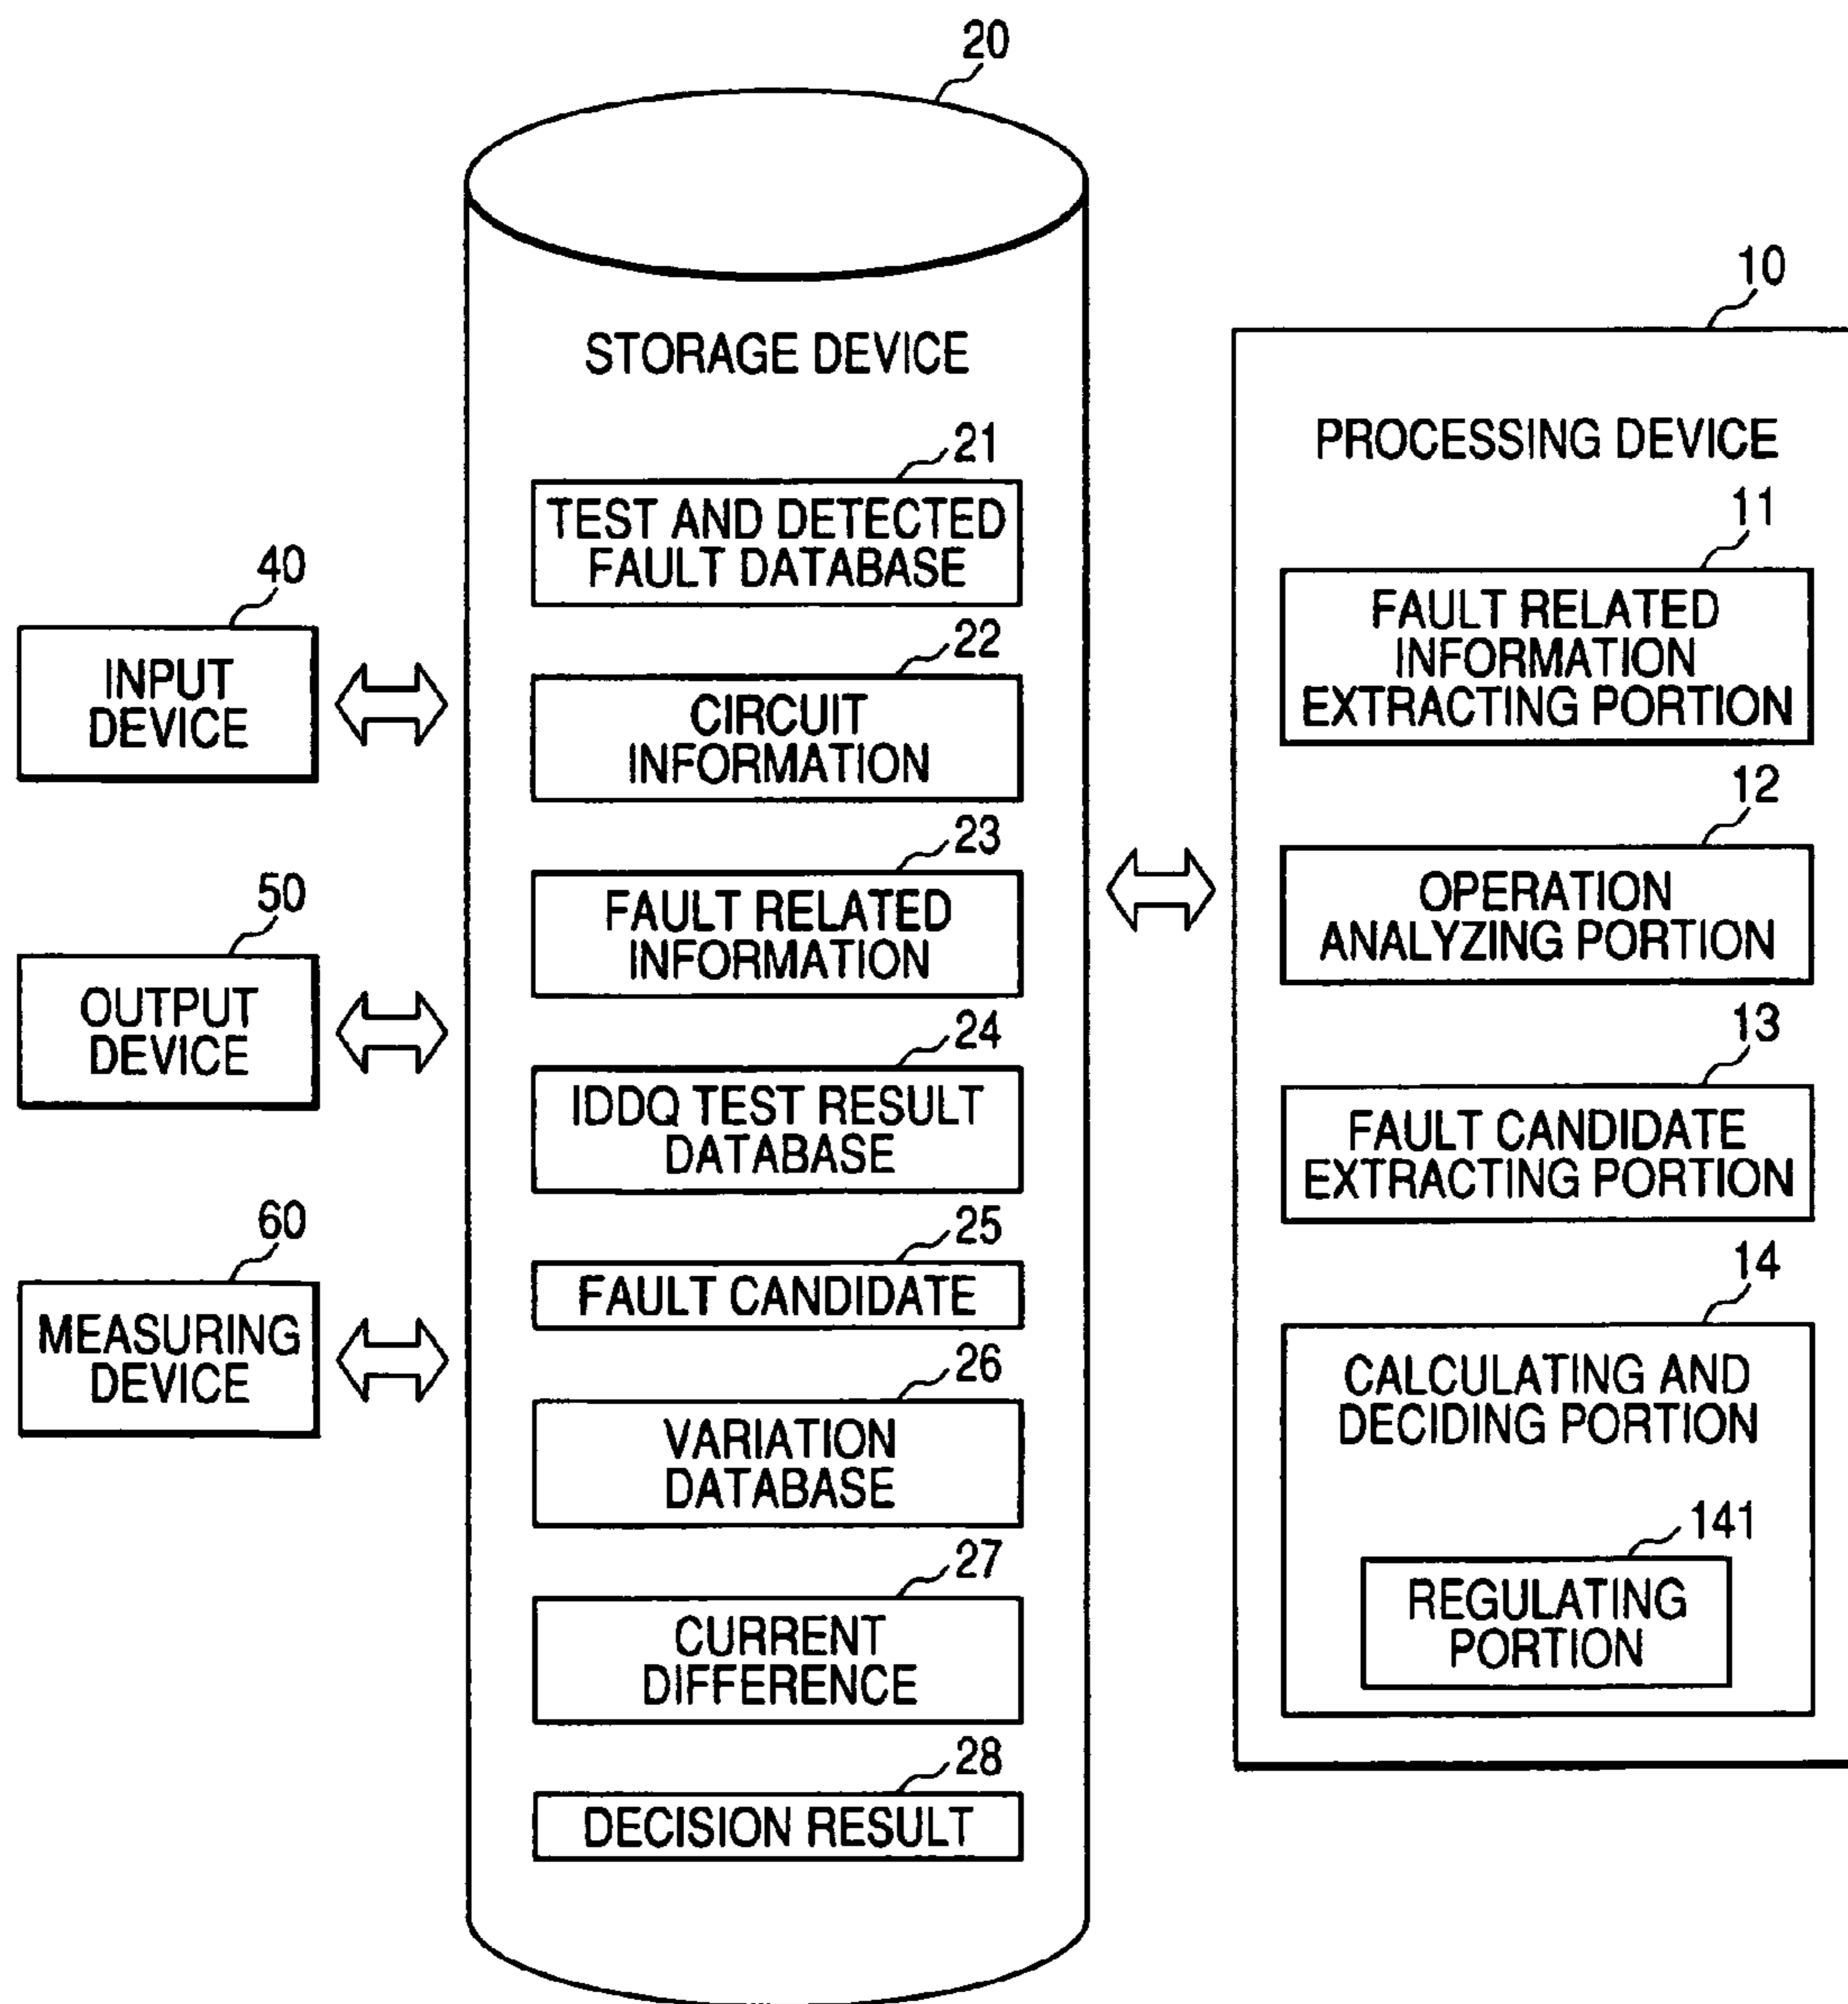 20
STORAGE DEVICE
21
TEST AND DETECTED
FAULT DATABASE
22
CIRCUIT
INFORMATION
23
FAULT RELATED
INFORMATION
24
IDDQ TEST RESULT
DATABASE
25
FAULT CANDIDATE
26
VARIATION
DATABASE
27
CURRENT
DIFFERENCE
28
DECISION RESULT
40
INPUT
DEVICE
50
OUTPUT
DEVICE
60
MEASURING
DEVICE
10
PROCESSING DEVICE
11
FAULT RELATED
INFORMATION
EXTRACTING PORTION
12
OPERATION
ANALYZING PORTION
13
FAULT CANDIDATE
EXTRACTING PORTION
14
CALCULATING AND
DECIDING PORTION
141
REGULATING
PORTION